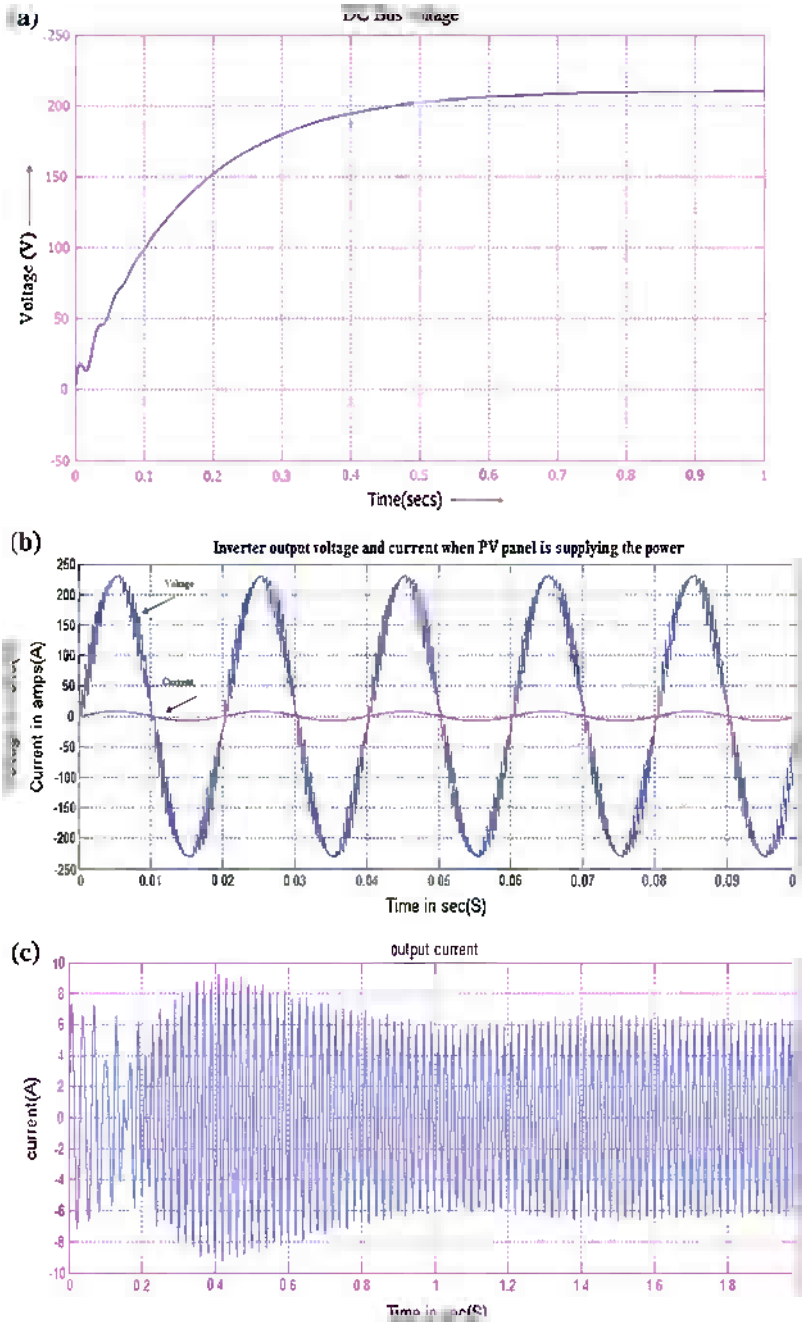 (a)
DC Bus
250
200
150
100
50
0
-50
Voltage (V)
0 0.1 0.2 0.3 0.4 0.5 0.6 0.7 0.8 0.9 1
Time(secs)
(b)
Inverter output voltage and current when PV panel is supplying the power
250
200
150
100
50
0
-50
-100
-150
-200
-250
Current in amps(A)
Voltage
Current
0 0.01 0.02 0.03 0.04 0.05 0.06 0.07 0.08 0.09 0
Time in sec(S)
(c)
output current
10
8
6
4
2
0
-2
-4
-6
-8
-10
current(A)
0 0.2 0.4 0.6 0.8 1 1.2 1.4 1.6 1.8
Time in sec(S)